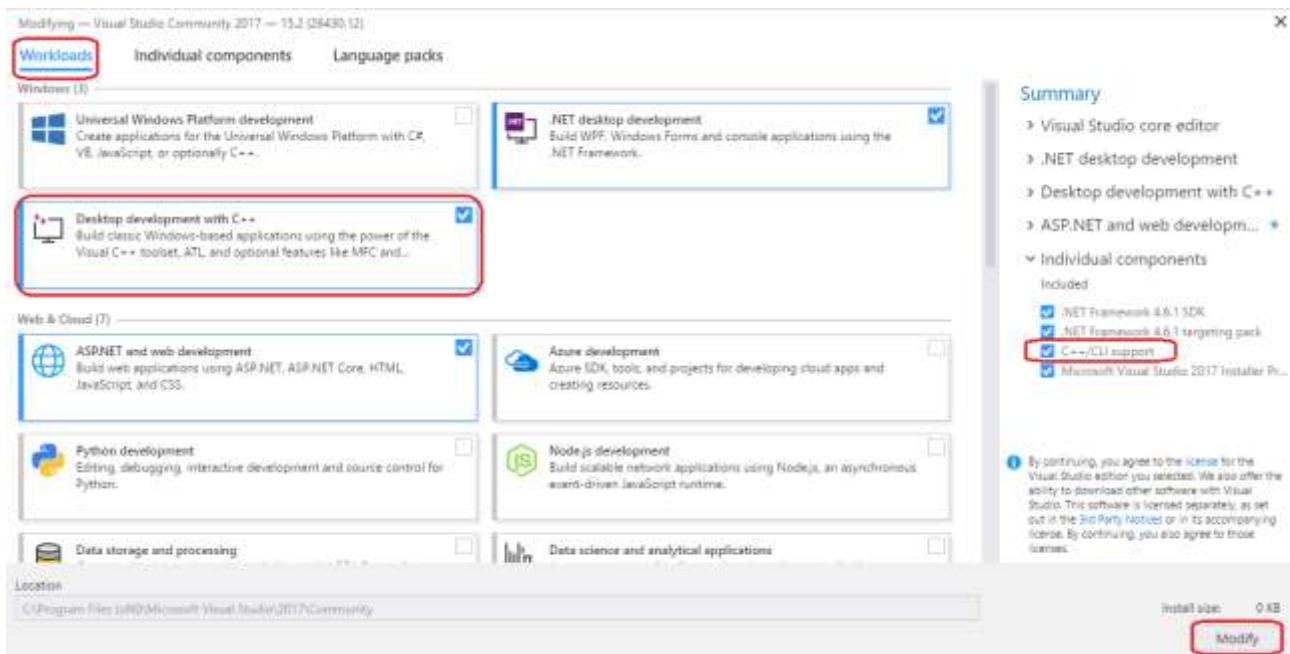 Modifying — Visual Studio Community 2017 — 15.2 (26430.12)
Workloads Individual components Language packs
Windows (3)
Universal Windows Platform development
Create applications for the Universal Windows Platform with C#,
VB, JavaScript, or optionally C++.
.NET desktop development
Build WPF, Windows Forms and console applications using the
.NET Framework.
Desktop development with C++
Build classic Windows-based applications using the power of the
Visual C++ toolset, ATL, and optional features like MFC and...
Web & Cloud (7)
ASP.NET and web development
Build web applications using ASP.NET, ASP.NET Core, HTML,
JavaScript, and CSS.
Azure development
Azure SDK, tools, and projects for developing cloud apps and
creating resources.
Python development
Editing, debugging, interactive development and source control for
Python.
Node.js development
Build scalable network applications using Node.js, an asynchronous
event-driven JavaScript runtime.
Data storage and processing
Data science and analytical applications
Summary
Visual Studio core editor
.NET desktop development
Desktop development with C++
ASP.NET and web developm...
Individual components
Included
.NET Framework 4.6.1 SDK
.NET Framework 4.6.1 targeting pack
C++/CLI support
Microsoft Visual Studio 2017 Installer Pr...
By continuing, you agree to the license for the
Visual Studio edition you selected. We also offer the
ability to download other software with Visual
Studio. This software is licensed separately, as set
out in the 3rd Party Notices or in its accompanying
license. By continuing, you also agree to those
licenses.
Location
C:\Program Files (x86)\Microsoft Visual Studio\2017\Community
Install size: 0 KB
Modify